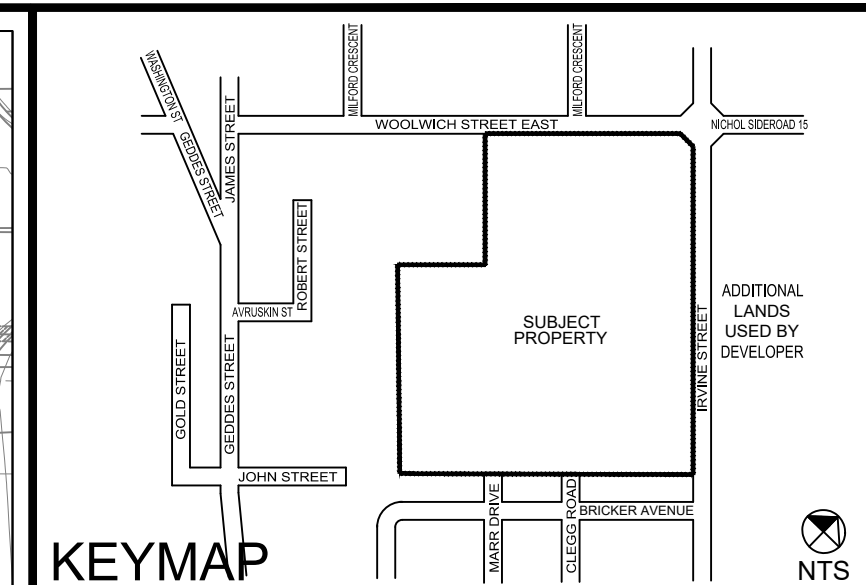 WASHINGTON ST
GEDDES STREET
JAMES STREET
MILFORD CRESCENT
MILFORD CRESCENT
WOOLWICH STREET EAST
NICHOL SIDEROAD 15
ROBERT STREET
AVRUSKIN ST
GOLD STREET
GEDDES STREET
JOHN STREET
SUBJECT
PROPERTY
IRVINE STREET
ADDITIONAL
LANDS
USED BY
DEVELOPER
MARR DRIVE
CLEGG ROAD
BRICKER AVENUE
KEYMAP
NTS